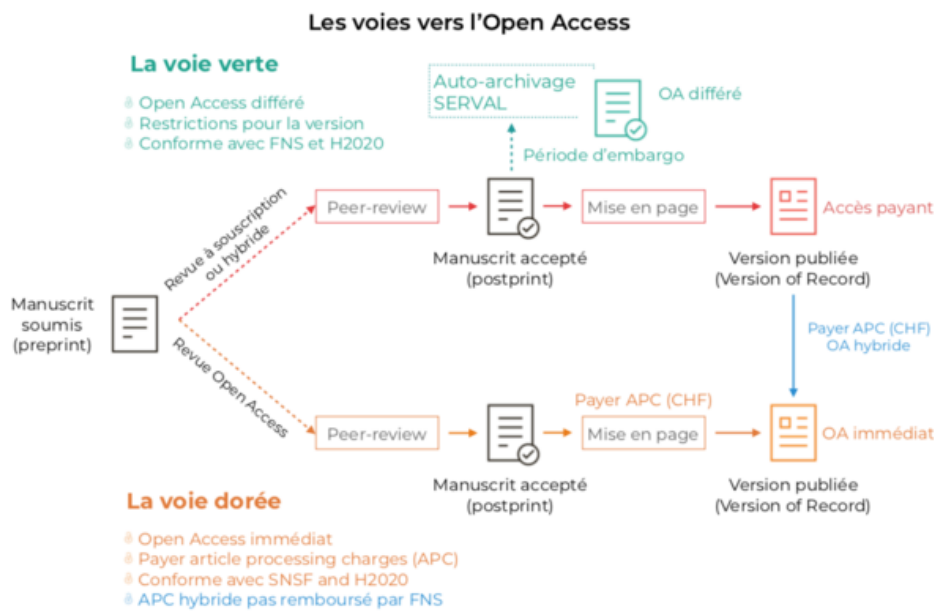 Les voies vers l'Open Access
La voie verte
Open Access différé
Restrictions pour la version
Conforme avec FNS et H2020
Auto-archivage
SERVAL
OA différé
Période d'embargo
Revue à souscription
ou hybride
Peer-review
Mise en page
Accès payant
Manuscrit accepté
(postprint)
Version publiée
(Version of Record)
Manuscrit
soumis
(preprint)
Payer APC (CHF)
OA hybride
Revue Open Access
Peer-review
Payer APC (CHF)
Mise en page
OA immédiat
Manuscrit accepté
(postprint)
Version publiée
(Version of Record)
La voie dorée
Open Access immédiat
Payer article processing charges (APC)
Conforme avec SNSF and H2020
APC hybride pas remboursé par FNS